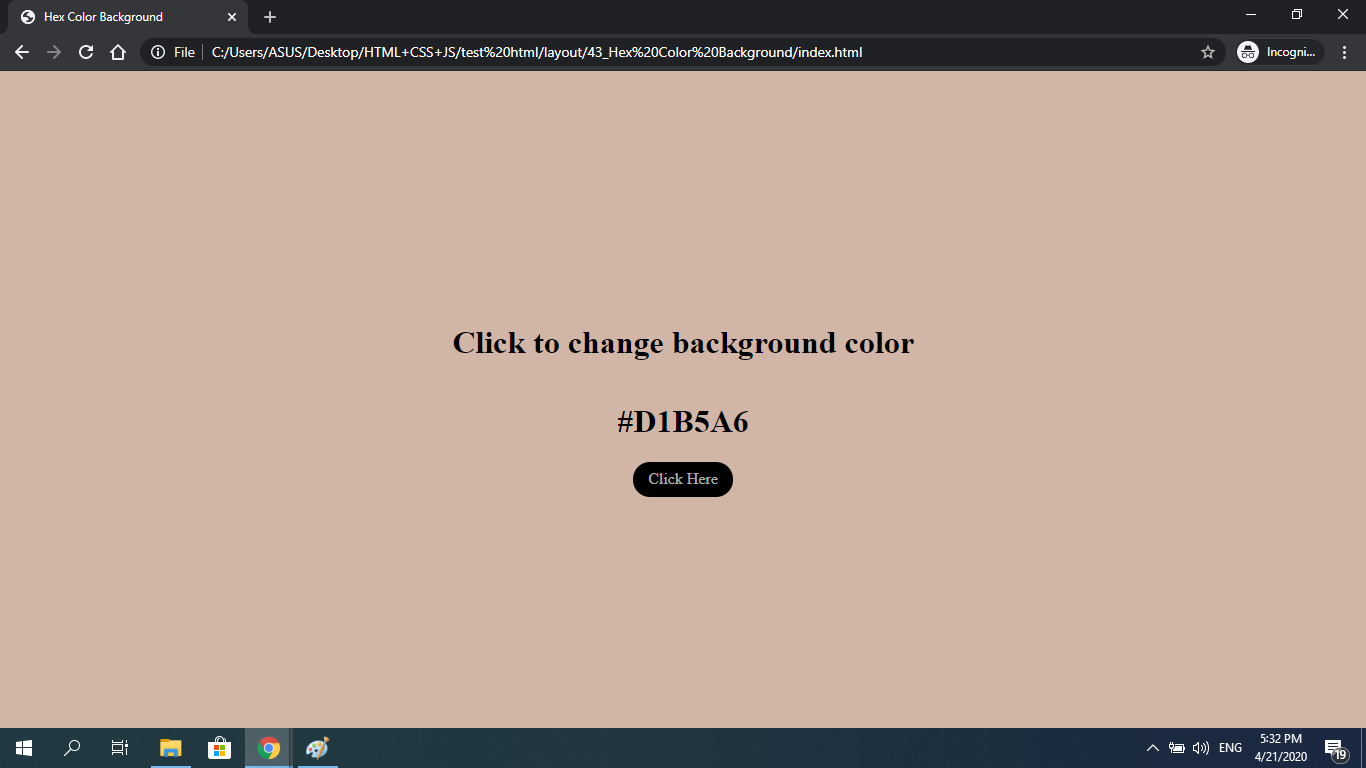 Hex Color Background
File
C:/Users/ASUS/Desktop/HTML+CSS+JS/test%20html/layout/43_Hex%20Color%20Background/index.html
Incogni...
Click to change background color
#D1B5A6
Click Here
ENG
5:32 PM
4/21/2020
19